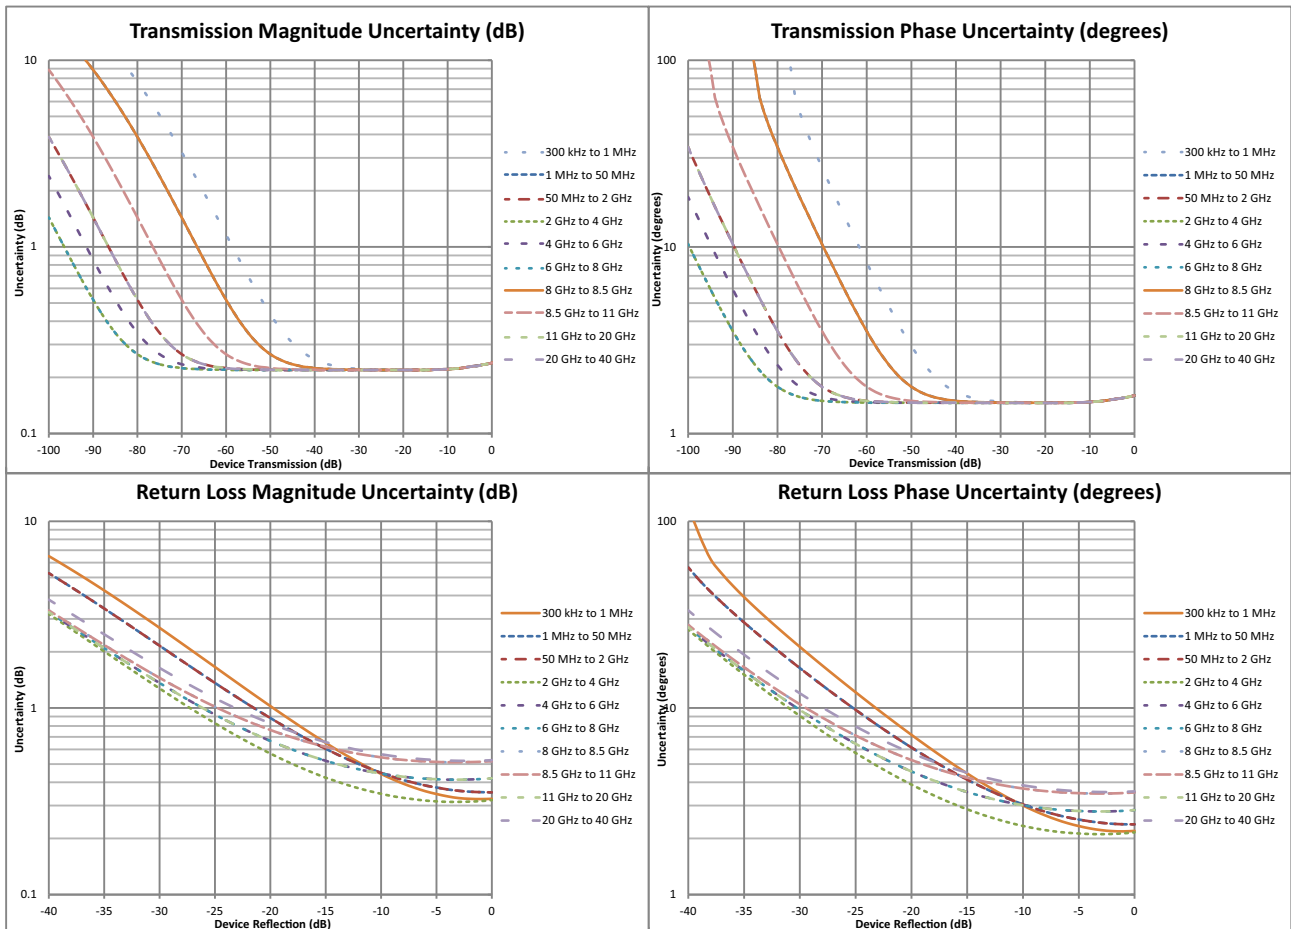 Transmission Magnitude Uncertainty (dB)
10
1
0.1
Uncertainty (dB)
-100 -90 -80 -70 -60 -50 -40 -30 -20 -10 0
Device Transmission (dB)
300 kHz to 1 MHz
1 MHz to 50 MHz
50 MHz to 2 GHz
2 GHz to 4 GHz
4 GHz to 6 GHz
6 GHz to 8 GHz
8 GHz to 8.5 GHz
8.5 GHz to 11 GHz
11 GHz to 20 GHz
20 GHz to 40 GHz
Transmission Phase Uncertainty (degrees)
100
10
1
Uncertainty (degrees)
-100 -90 -80 -70 -60 -50 -40 -30 -20 -10 0
Device Transmission (dB)
300 kHz to 1 MHz
1 MHz to 50 MHz
50 MHz to 2 GHz
2 GHz to 4 GHz
4 GHz to 6 GHz
6 GHz to 8 GHz
8 GHz to 8.5 GHz
8.5 GHz to 11 GHz
11 GHz to 20 GHz
20 GHz to 40 GHz
Return Loss Magnitude Uncertainty (dB)
10
1
0.1
Uncertainty (dB)
-40 -35 -30 -25 -20 -15 -10 -5 0
Device Reflection (dB)
300 kHz to 1 MHz
1 MHz to 50 MHz
50 MHz to 2 GHz
2 GHz to 4 GHz
4 GHz to 6 GHz
6 GHz to 8 GHz
8 GHz to 8.5 GHz
8.5 GHz to 11 GHz
11 GHz to 20 GHz
20 GHz to 40 GHz
Return Loss Phase Uncertainty (degrees)
100
10
1
Uncertainty (degrees)
-40 -35 -30 -25 -20 -15 -10 -5 0
Device Reflection (dB)
300 kHz to 1 MHz
1 MHz to 50 MHz
50 MHz to 2 GHz
2 GHz to 4 GHz
4 GHz to 6 GHz
6 GHz to 8 GHz
8 GHz to 8.5 GHz
8.5 GHz to 11 GHz
11 GHz to 20 GHz
20 GHz to 40 GHz